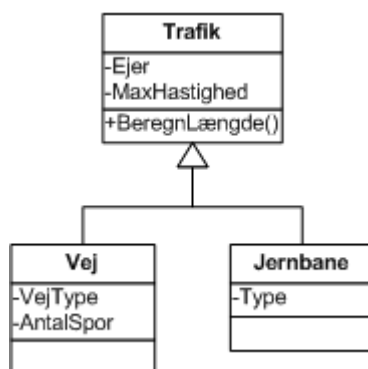 Trafik
-Ejer
-MaxHastighed
+BeregnLængde()
Vej
-VejType
-AntalSpor
Jernbane
-Type